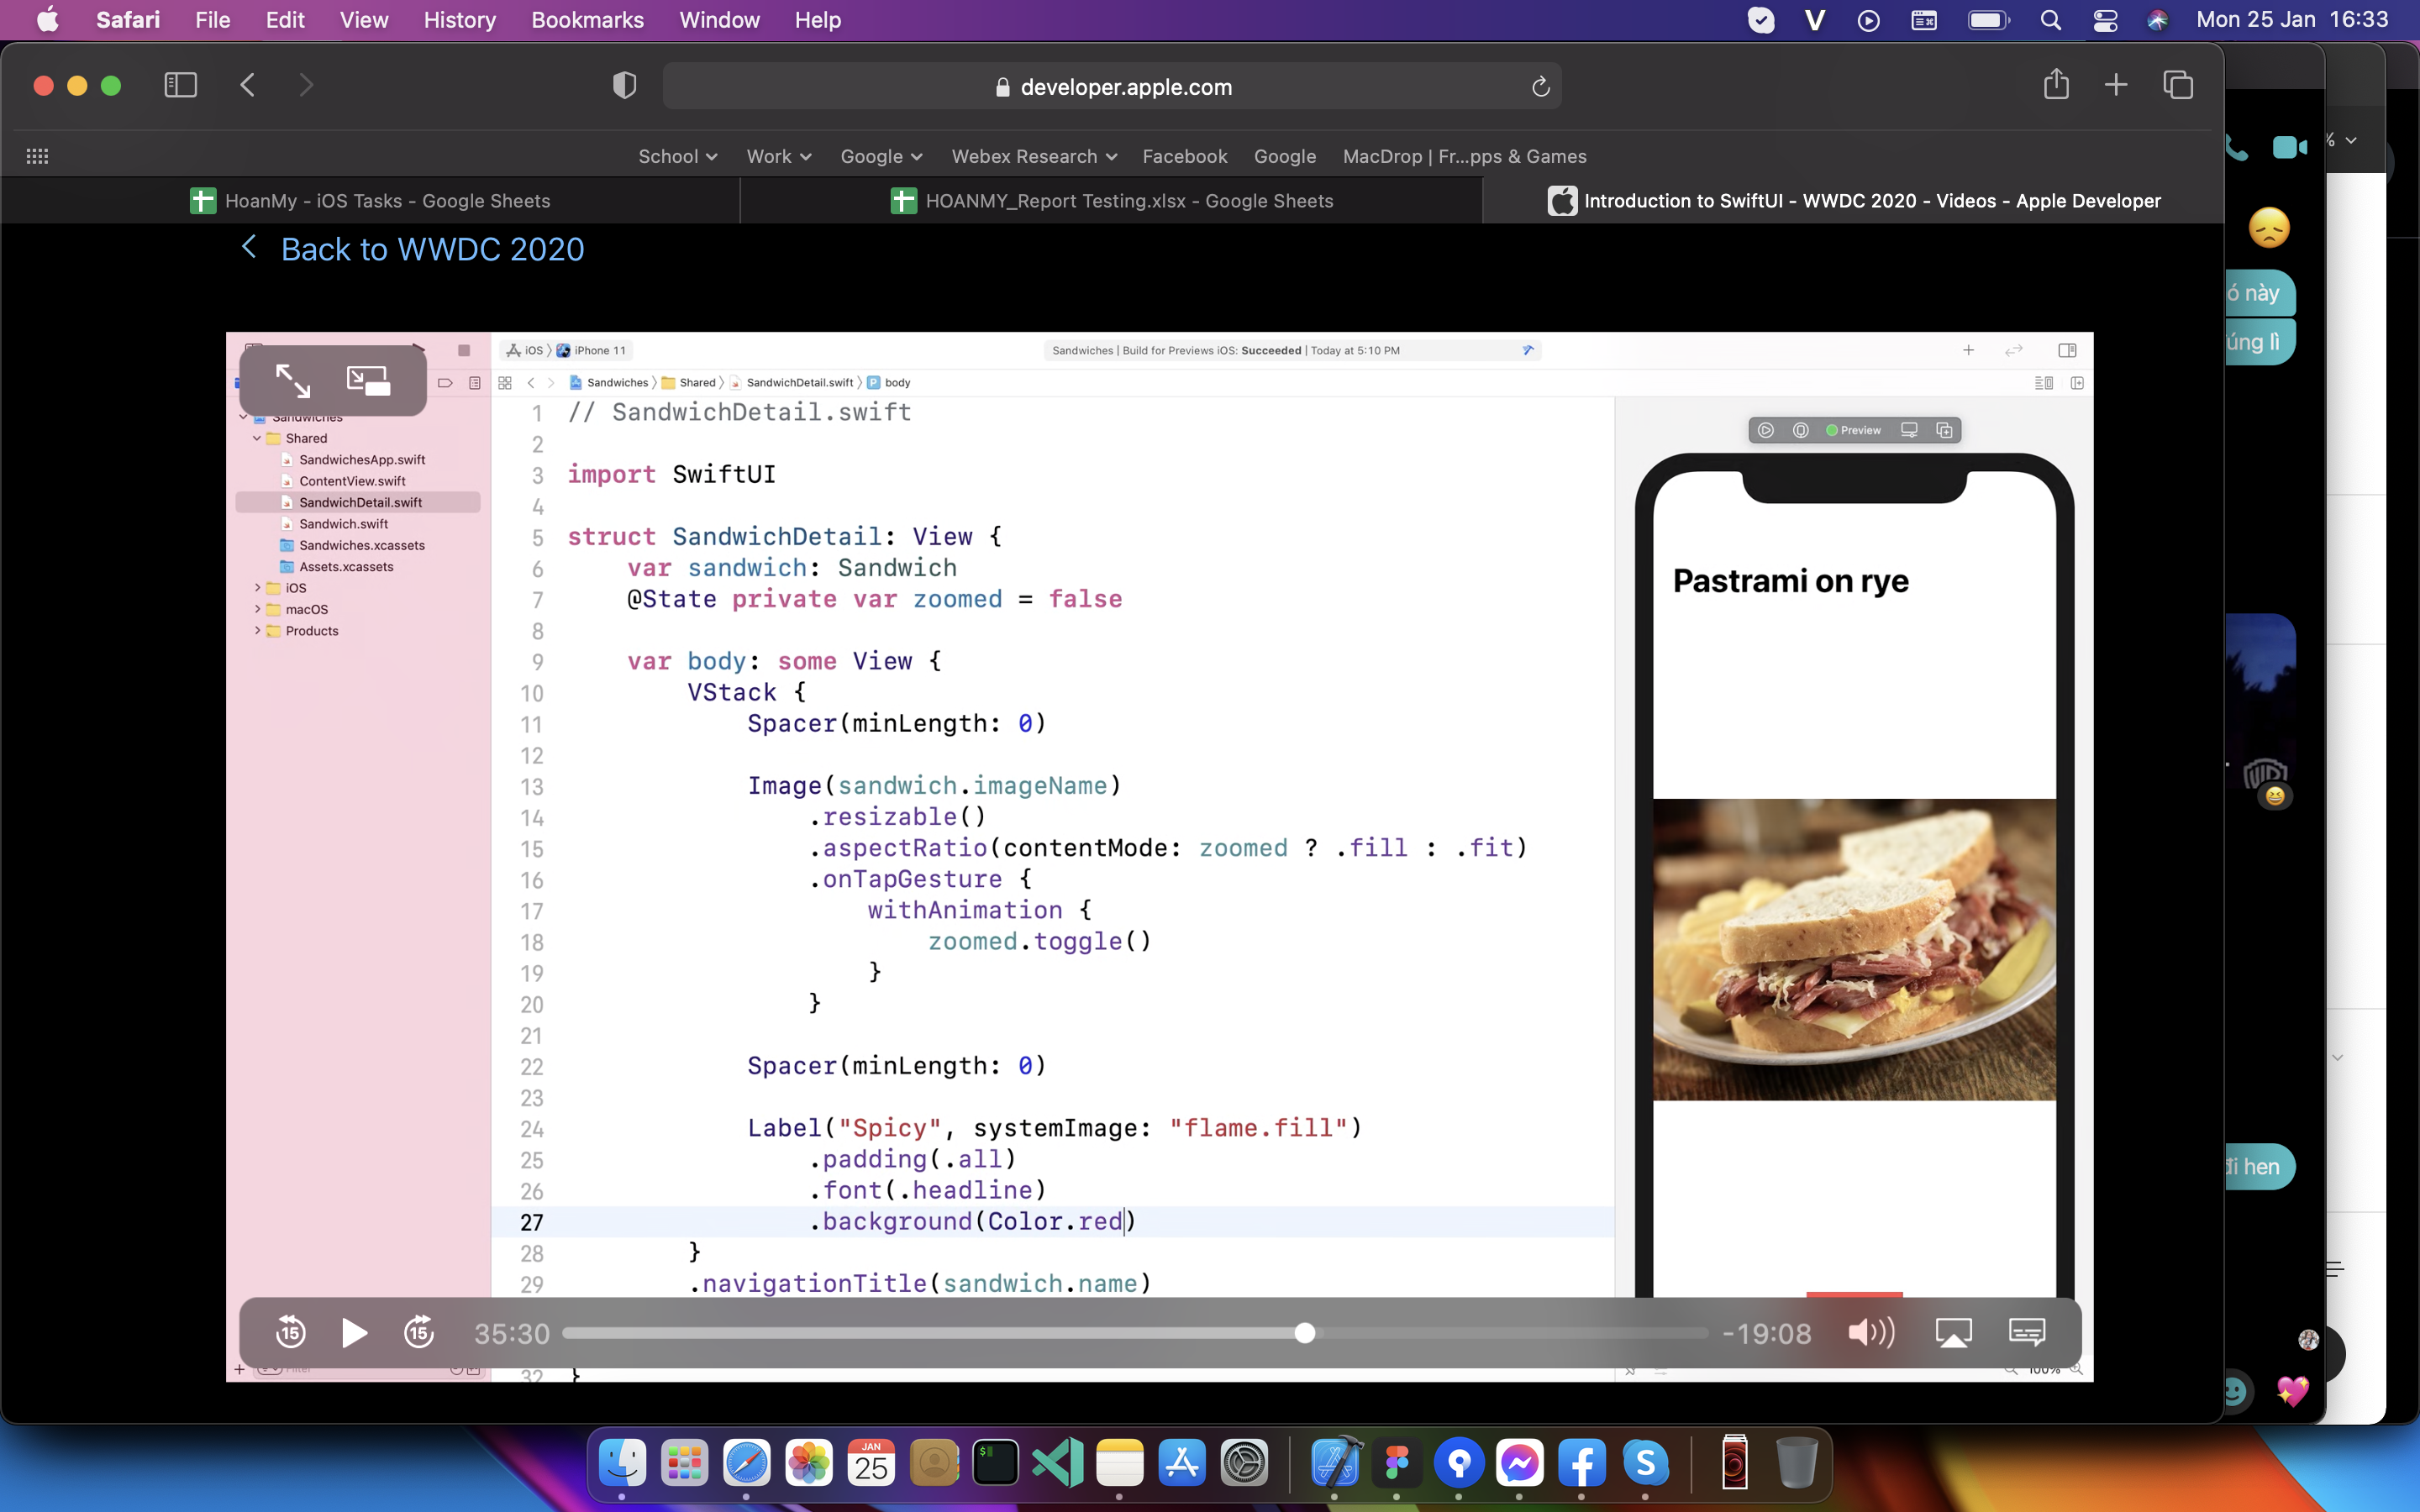 Safari File Edit View History Bookmarks Window Help Mon 25 Jan 16:33
developer.apple.com
School Work Google Webex Research Facebook Google MacDrop | Fr...pps & Games
HoanMy - iOS Tasks - Google Sheets HOANMY_Report Testing.xlsx - Google Sheets Introduction to SwiftUI - WWDC 2020 - Videos - Apple Developer
Back to WWDC 2020
iOS iPhone 11 Sandwiches | Build for Previews iOS: Succeeded | Today at 5:10 PM
Sandwiches Shared SandwichDetail.swift P body
Sandwiches
Shared
SandwichesApp.swift
ContentView.swift
SandwichDetail.swift
Sandwich.swift
Sandwiches.xcassets
Assets.xcassets
iOS
macOS
Products
1 // SandwichDetail.swift
2
3 import SwiftUI
4
5 struct SandwichDetail: View {
6 var sandwich: Sandwich
7 @State private var zoomed = false
8
9 var body: some View {
10 VStack {
11 Spacer(minLength: 0)
12
13 Image(sandwich.imageName)
14 .resizable()
15 .aspectRatio(contentMode: zoomed ? .fill : .fit)
16 .onTapGesture {
17 withAnimation {
18 zoomed.toggle()
19 }
20 }
21
22 Spacer(minLength: 0)
23
24 Label("Spicy", systemImage: "flame.fill")
25 .padding(.all)
26 .font(.headline)
27 .background(Color.red)
28 }
29 .navigationTitle(sandwich.name)
32 }
Preview
Pastrami on rye
15 15 35:30 -19:08
100%
%
ó này
úng lì
đi hen
JAN
25